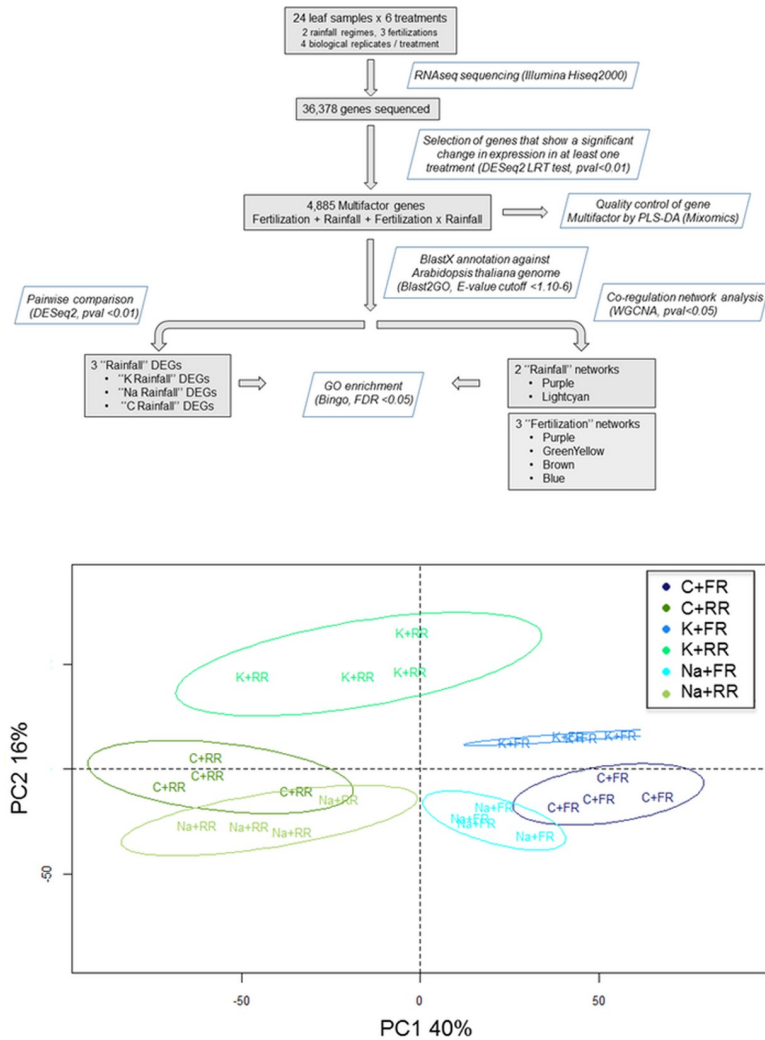 24 leaf samples x 6 treatments
2 rainfall regimes, 3 fertilizations
4 biological replicates / treatment
RNAseq sequencing (Illumina Hiseq2000)
36,378 genes sequenced
Selection of genes that show a significant
change in expression in at least one
treatment (DESeq2 LRT test, pval<0.01)
4,885 Multifactor genes
Fertilization + Rainfall + Fertilization x Rainfall
Quality control of gene
Multifactor by PLS-DA (Mixomics)
BlastX annotation against
Arabidopsis thaliana genome
(Blast2GO, E-value cutoff <1.10-6)
Pairwise comparison
(DESeq2, pval <0.01)
Co-regulation network analysis
(WGCNA, pval<0.05)
3 "Rainfall" DEGs
• "K Rainfall" DEGs
• "Na Rainfall" DEGs
• "C Rainfall" DEGs
GO enrichment
(Bingo, FDR <0.05)
2 "Rainfall" networks
• Purple
• Lightcyan
3 "Fertilization" networks
• Purple
• GreenYellow
• Brown
• Blue
C+FR
C+RR
K+FR
K+RR
Na+FR
Na+RR
K+RR
K+RR
K+RR
K+RR
K+FR
K+FR
K+FR
K+FR
C+RR
C+RR
C+RR
C+RR
C+FR
C+FR
C+FR
C+FR
Na+RR
Na+RR
Na+RR
Na+RR
Na+FR
Na+FR
Na+FR
Na+FR
PC2 16%
-50
-50
0
50
PC1 40%